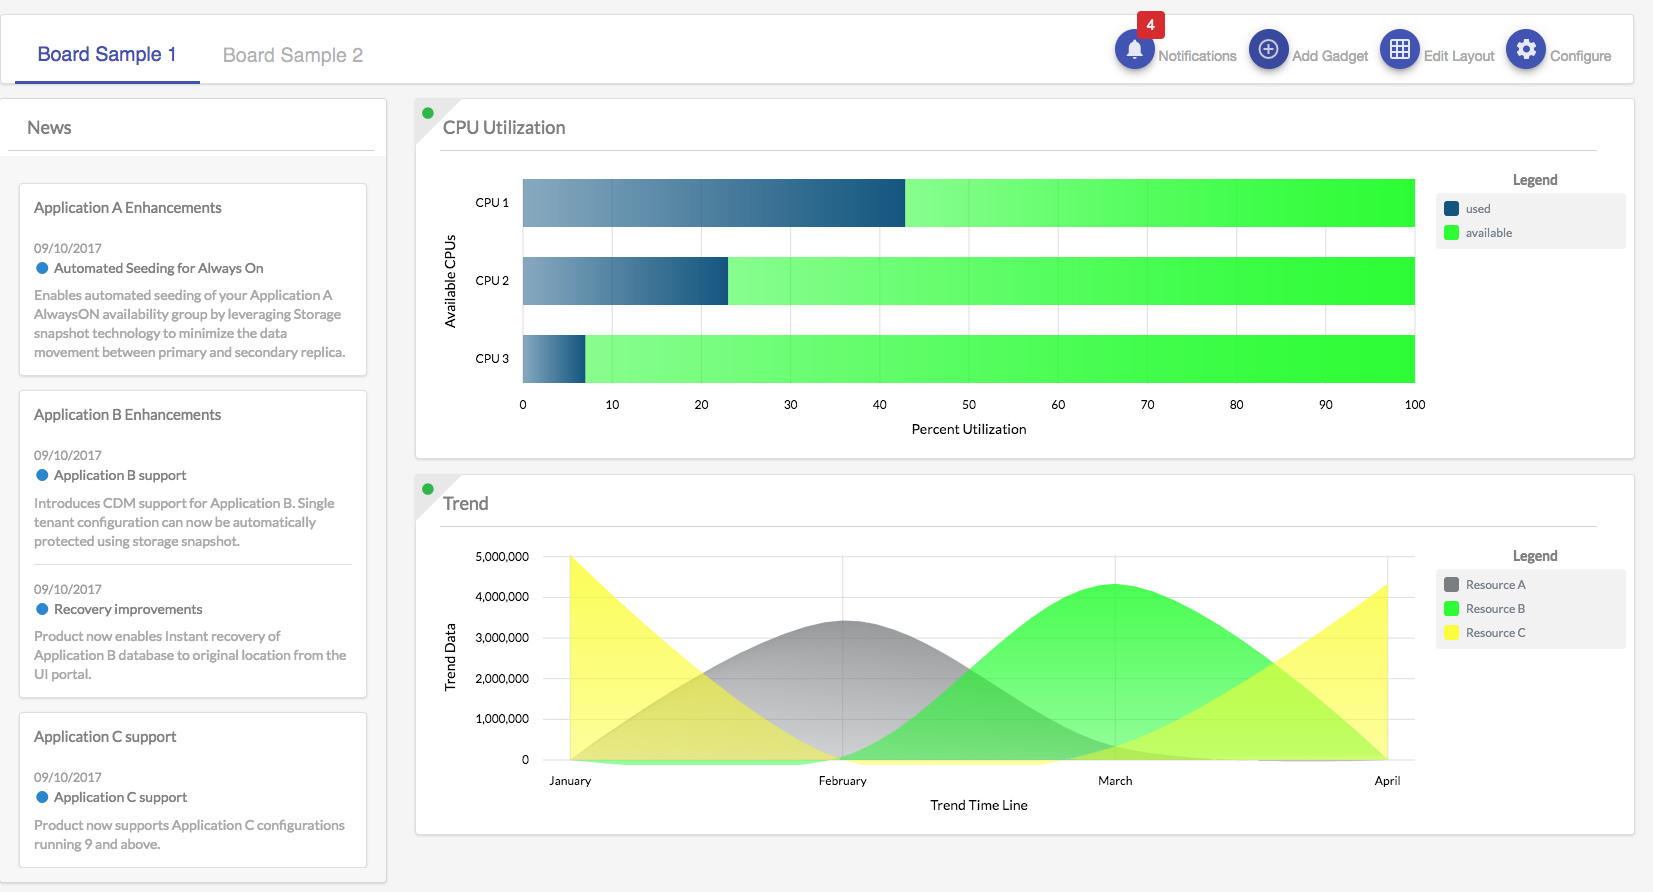 Board Sample 1
Board Sample 2
4
Notifications
Add Gadget
Edit Layout
Configure
News
Application A Enhancements
09/10/2017
Automated Seeding for Always On
Enables automated seeding of your Application A
AlwaysON availability group by leveraging Storage
snapshot technology to minimize the data
movement between primary and secondary replica.
Application B Enhancements
09/10/2017
Application B support
Introduces CDM support for Application B. Single
tenant configuration can now be automatically
protected using storage snapshot.
09/10/2017
Recovery improvements
Product now enables Instant recovery of
Application B database to original location from the
UI portal.
Application C support
09/10/2017
Application C support
Product now supports Application C configurations
running 9 and above.
CPU Utilization
Available CPUs
CPU 1
CPU 2
CPU 3
0 10 20 30 40 50 60 70 80 90 100
Percent Utilization
Legend
used
available
Trend
Trend Data
5,000,000
4,000,000
3,000,000
2,000,000
1,000,000
0
January February March April
Trend Time Line
Legend
Resource A
Resource B
Resource C